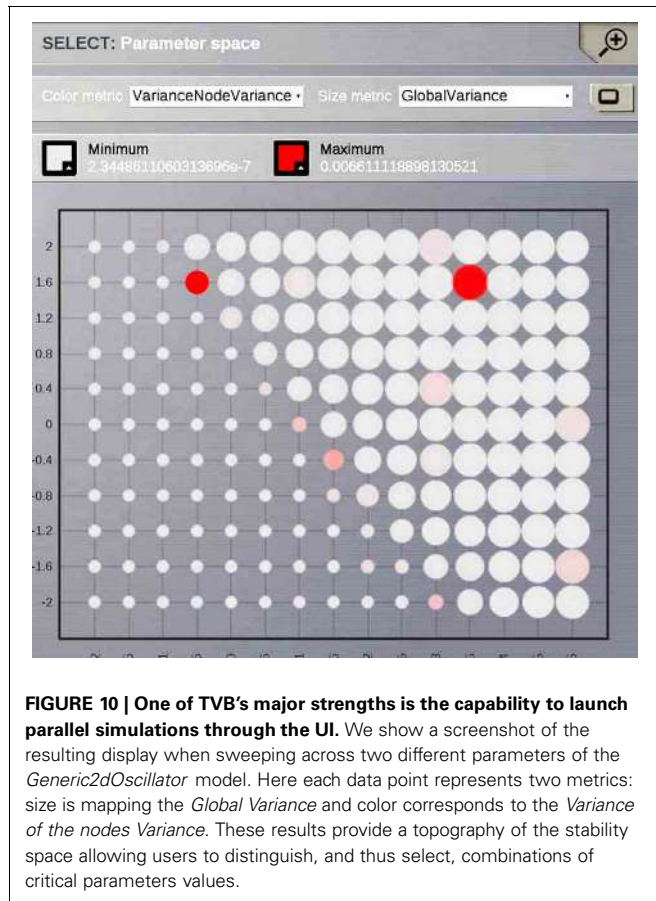 SELECT: Parameter space
Color metric VarianceNodeVariance Size metric GlobalVariance
Minimum Maximum
2.3448611060313696e-7 0.006611118898130521
2
1.6
1.2
0.8
0.4
0
-0.4
-0.8
-1.2
-1.6
-2
FIGURE 10 | One of TVB's major strengths is the capability to launch
parallel simulations through the UI. We show a screenshot of the
resulting display when sweeping across two different parameters of the
Generic2dOscillator model. Here each data point represents two metrics:
size is mapping the Global Variance and color corresponds to the Variance
of the nodes Variance. These results provide a topography of the stability
space allowing users to distinguish, and thus select, combinations of
critical parameters values.